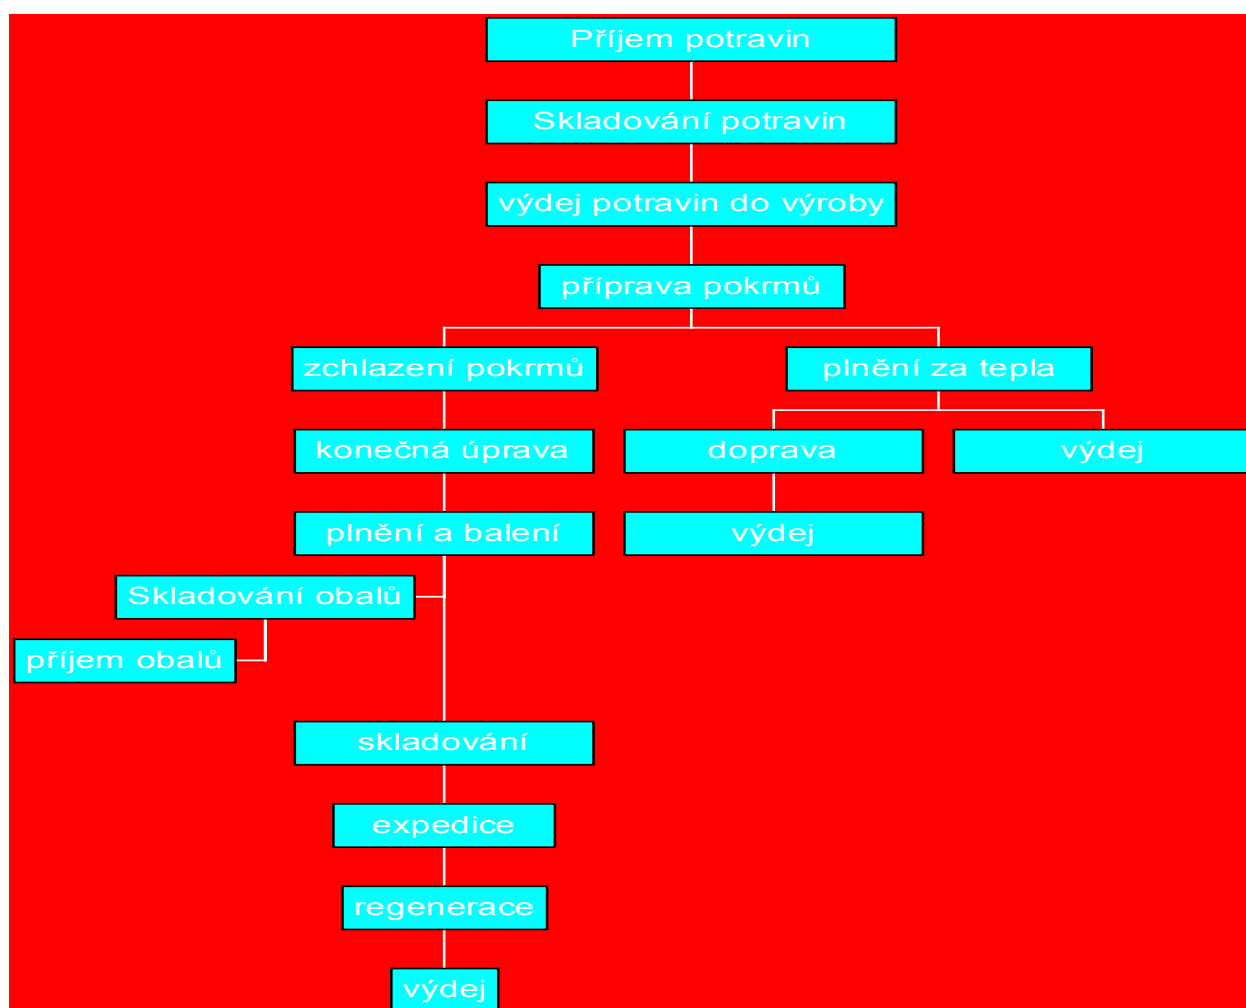 Příjem potravin
Skladování potravin
výdej potravin do výroby
příprava pokrmů
zchlazení pokrmů
plnění za tepla
konečná úprava
doprava
výdej
plnění a balení
výdej
Skladování obalů
příjem obalů
skladování
expedice
regenerace
výdej